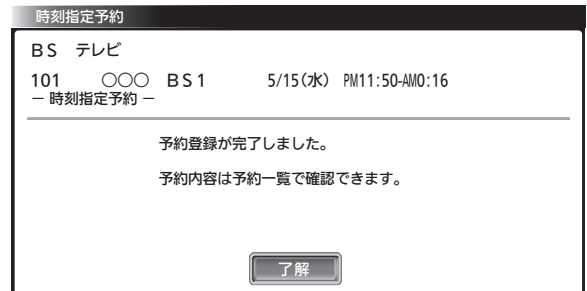 時刻指定予約
BS テレビ
101 ○○○ BS1 5/15(水) PM11:50-AM0:16
− 時刻指定予約 −
予約登録が完了しました。
予約内容は予約一覧で確認できます。
了解